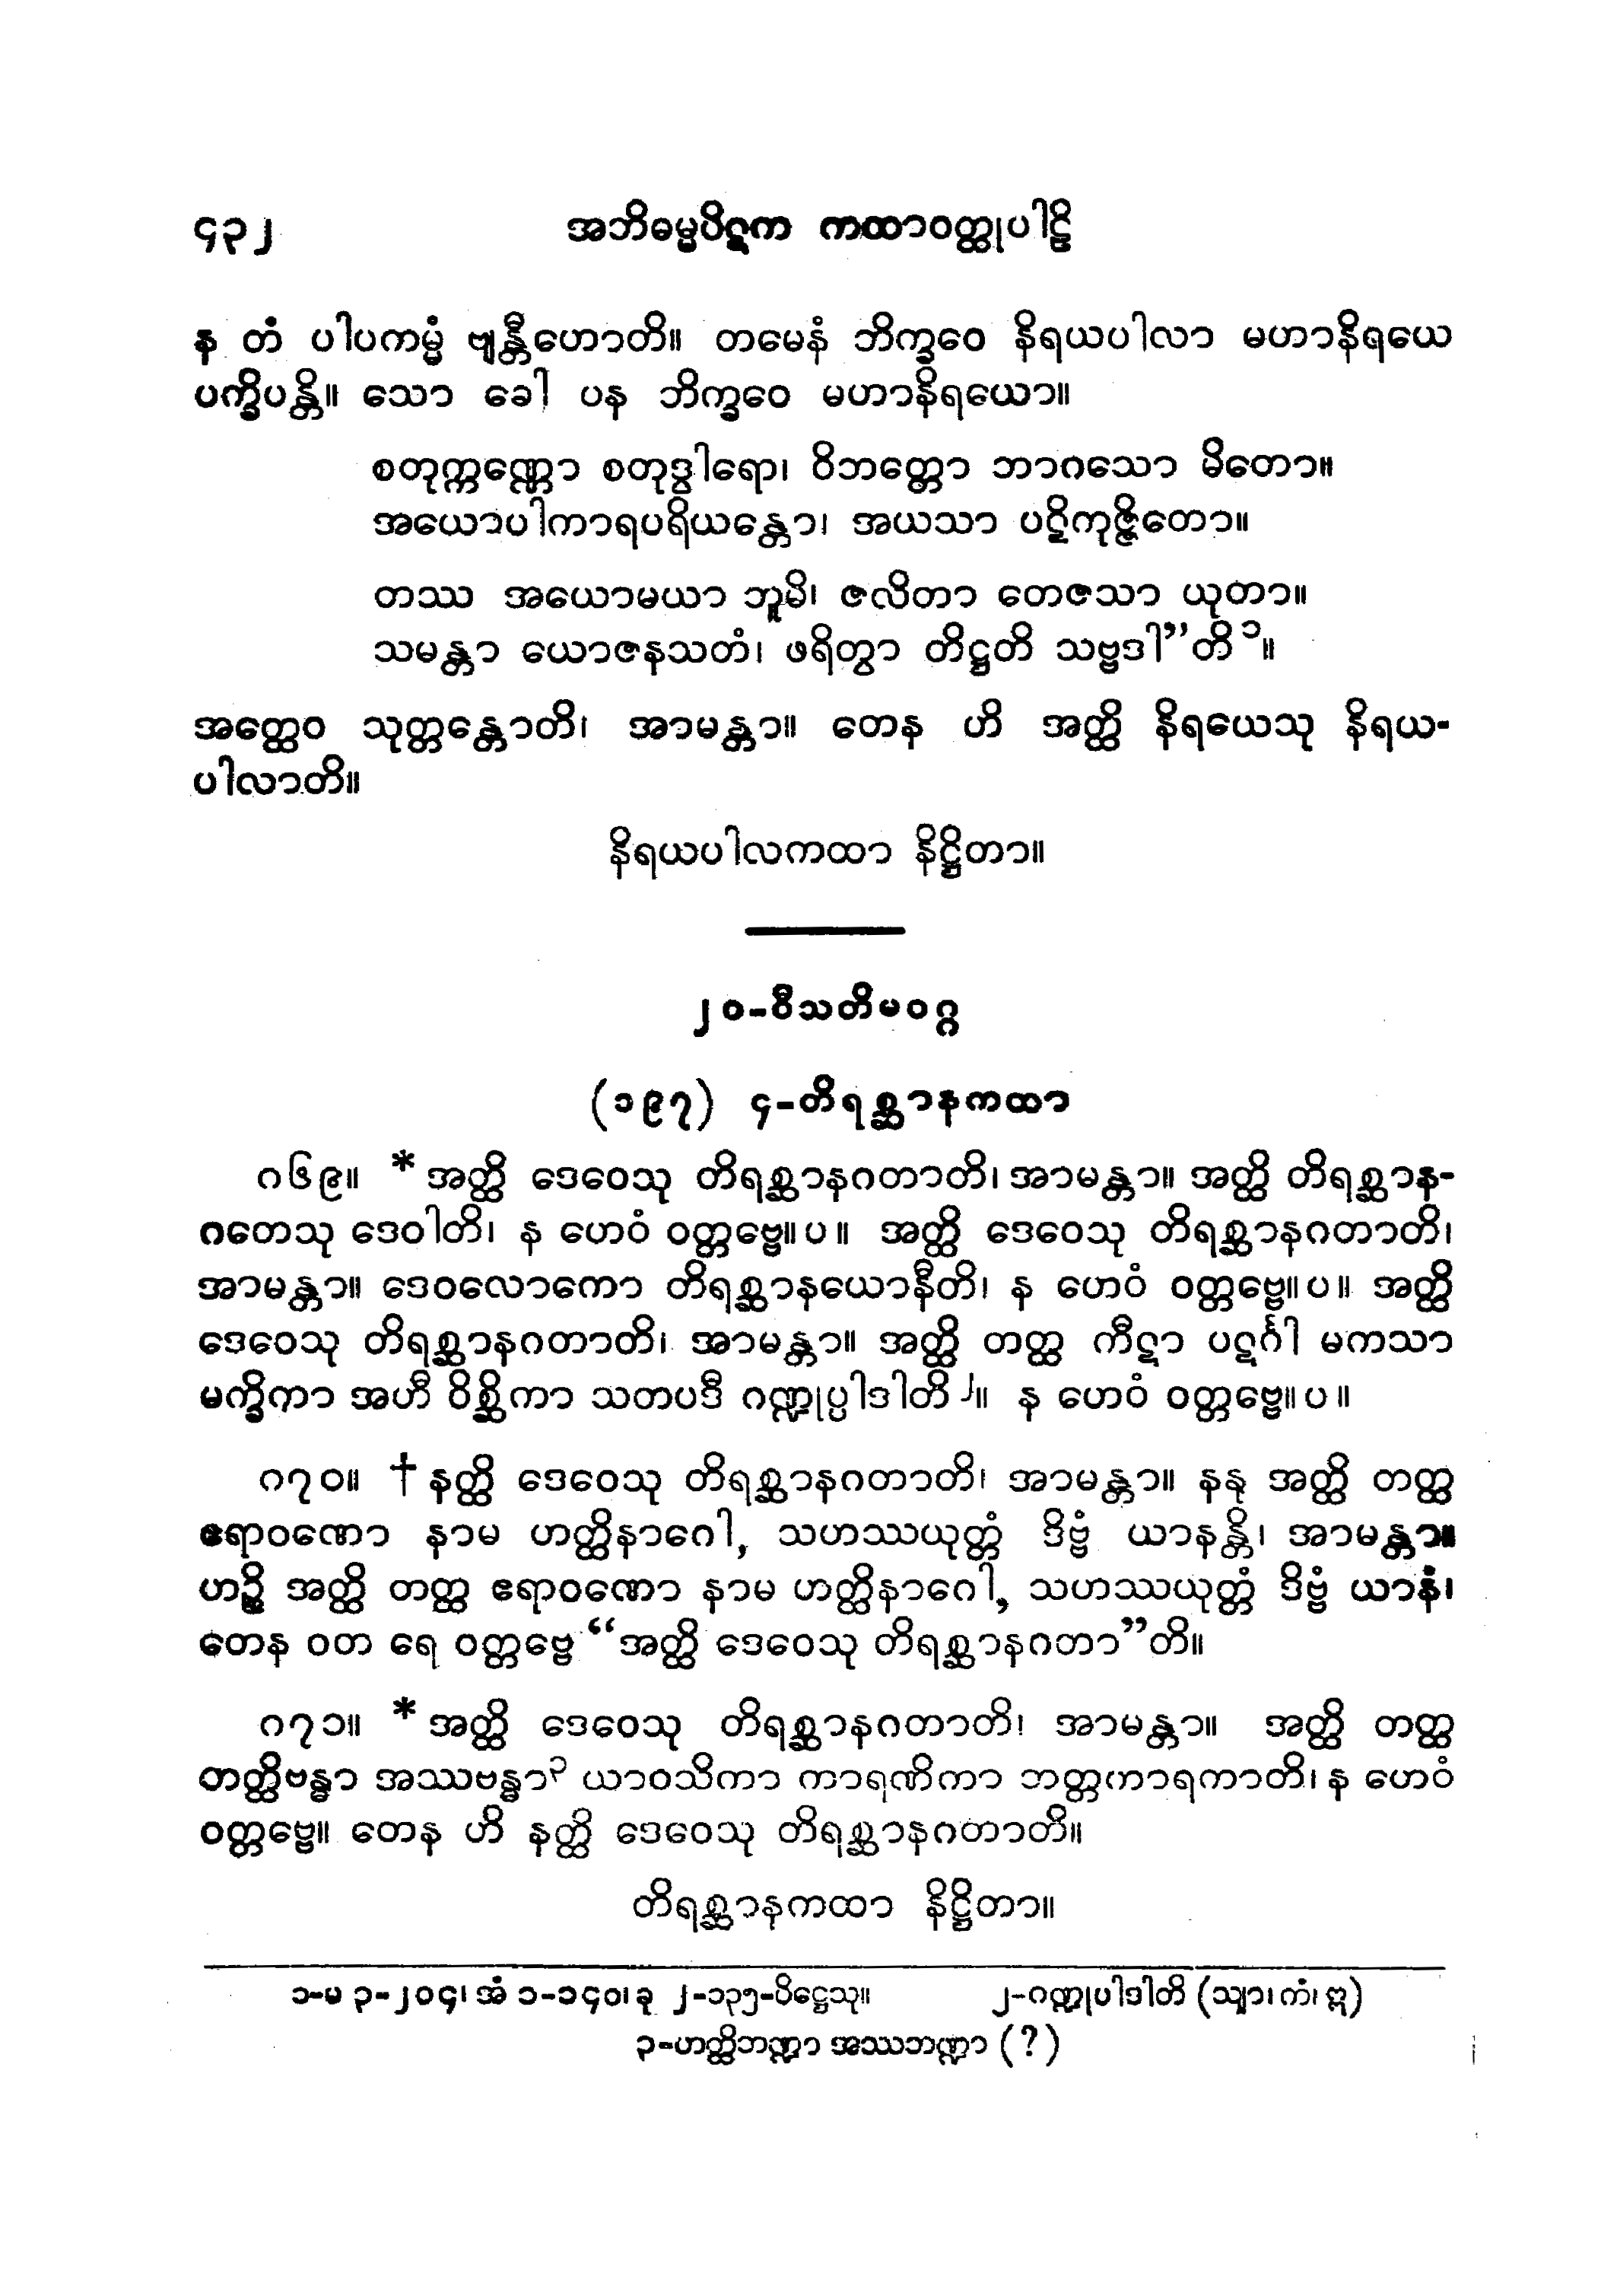 ၄၃၂ အဘိဓမ္မပိဋက ကထာဝတ္ထုပါဠိ
န တံ ပါပကမ္မံ ဗျန္တီဟောတိ။ တမေနံ ဘိက္ခဝေ နိရယပါလာ မဟာနိရယေ
ပက္ခိပန္တိ။ သော ခေါ ပန ဘိက္ခဝေ မဟာနိရယော။
စတုက္ကဏ္ဏော စတုဒွါရော၊ ဝိဘတ္တော ဘာဂသော မိတော။
အယောပါကာရပရိယန္တော၊ အယသာ ပဋိကုဇ္ဇိတော။
တဿ အယောမယာ ဘူမိ၊ ဇလိတာ တေဇသာ ယုတာ။
သမန္တာ ယောဇနသတံ၊ ဖရိတွာ တိဋ္ဌတိ သဗ္ဗဒါ”တိ၁။
အတ္ထေဝ သုတ္တန္တောတိ၊ အာမန္တာ။ တေန ဟိ အတ္ထိ နိရယေသု နိရယ-
ပါလာတိ။
နိရယပါလကထာ နိဋ္ဌိတာ။
၂၀-ဝီသတိမဝဂ္ဂ
(၁၉၇) ၄-တိရစ္ဆာနကထာ
၈၆၉။ * အတ္ထိ ဒေဝေသု တိရစ္ဆာနဂတာတိ၊ အာမန္တာ။ အတ္ထိ တိရစ္ဆာန-
ဂတေသု ဒေဝါတိ၊ န ဟေဝံ ဝတ္တဗ္ဗေ။ပ။ အတ္ထိ ဒေဝေသု တိရစ္ဆာနဂတာတိ၊
အာမန္တာ။ ဒေဝလောကော တိရစ္ဆာနယောနီတိ၊ န ဟေဝံ ဝတ္တဗ္ဗေ။ပ။ အတ္ထိ
ဒေဝေသု တိရစ္ဆာနဂတာတိ၊ အာမန္တာ။ အတ္ထိ တတ္ထ ကီဋာ ပဋင်္ဂါ မကသာ
မက္ခိကာ အဟီ ဝိစ္ဆိကာ သတပဒီ ဂဏ္ဍုပ္ပါဒါတိ၂။ န ဟေဝံ ဝတ္တဗ္ဗေ။ပ။
၈၇၀။ † နတ္ထိ ဒေဝေသု တိရစ္ဆာနဂတာတိ၊ အာမန္တာ။ နနု အတ္ထိ တတ္ထ
ဧရာဝဏော နာမ ဟတ္ထိနာဂေါ, သဟဿယုတ္တံ ဒိဗ္ဗံ ယာနန္တိ၊ အာမန္တာ။
ဟဉ္စိ အတ္ထိ တတ္ထ ဧရာဝဏော နာမ ဟတ္ထိနာဂေါ, သဟဿယုတ္တံ ဒိဗ္ဗံ ယာနံ၊
တေန ဝတ ရေ ဝတ္တဗ္ဗေ “အတ္ထိ ဒေဝေသု တိရစ္ဆာနဂတာ”တိ။
၈၇၁။ * အတ္ထိ ဒေဝေသု တိရစ္ဆာနဂတာတိ၊ အာမန္တာ။ အတ္ထိ တတ္ထ
ဟတ္ထိဗန္ဓာ အဿဗန္ဓာ၃ ယာဝသိကာ ကာရဏိကာ ဘတ္တကာရကာတိ၊ န ဟေဝံ
ဝတ္တဗ္ဗေ။ တေန ဟိ နတ္ထိ ဒေဝေသု တိရစ္ဆာနဂတာတိ။
တိရစ္ဆာနကထာ နိဋ္ဌိတာ။
၁-မ ၃-၂၀၄၊ အံ ၁-၁၄၀၊ ခု ၂-၁၃၅-ပိဋ္ဌေသု။ ၂-ဂဏ္ဍုပါဒါတိ (သျာ၊ ကံ၊ ဣ)
၃-ဟတ္ထိဘဏ္ဍာ အဿဘဏ္ဍာ (?)